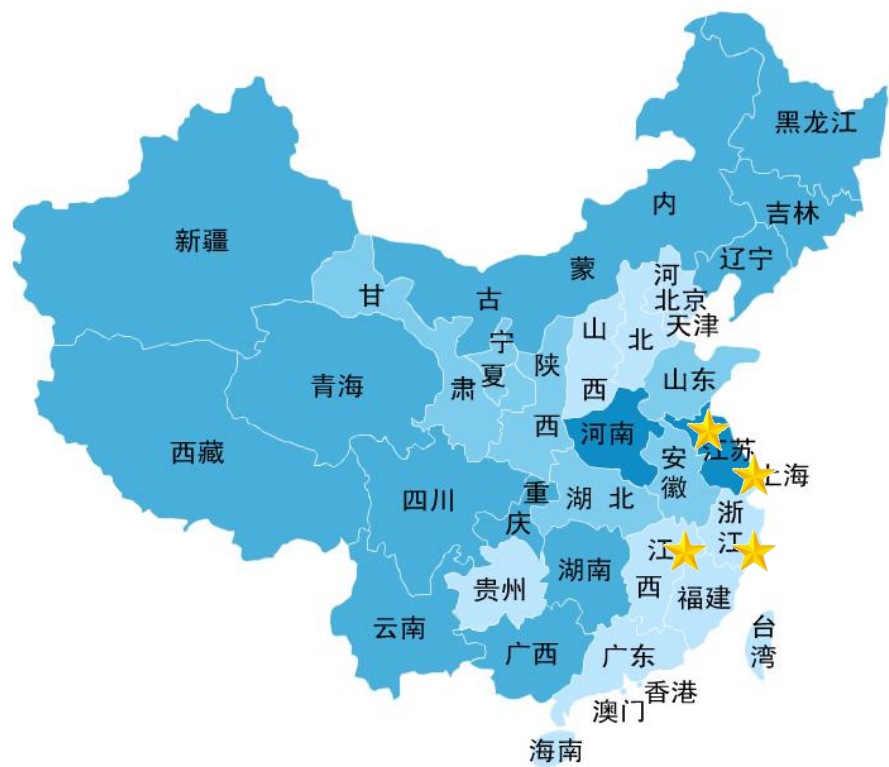 黑龙江
吉林
辽宁
内
蒙
古
新疆
甘
肃
宁
夏
青海
西藏
陕
西
山
西
河
北
北京
天津
山东
河南
江苏
上海
安
徽
湖 北
四川
重
庆
浙
江
江
西
湖南
贵州
福建
云南
广西
广东
台
湾
香港
澳门
海南